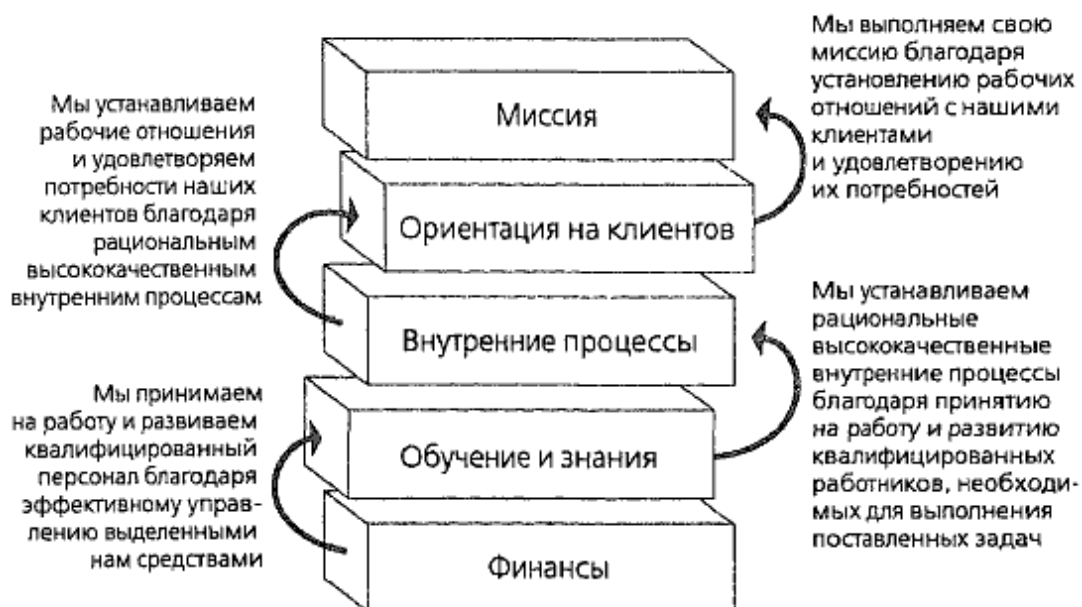 Мы выполняем свою
миссию благодаря
установлению рабочих
отношений с нашими
клиентами
и удовлетворению
их потребностей
Миссия
Мы устанавливаем
рабочие отношения
и удовлетворяем
потребности наших
клиентов благодаря
рациональным
высококачественным
внутренним процессам
Ориентация на клиентов
Мы устанавливаем
рациональные
высококачественные
внутренние процессы
благодаря принятию
на работу и развитию
квалифицированных
работников, необходи-
мых для выполнения
поставленных задач
Внутренние процессы
Мы принимаем
на работу и развиваем
квалифицированный
персонал благодаря
эффективному управ-
лению выделенными
нам средствами
Обучение и знания
Финансы